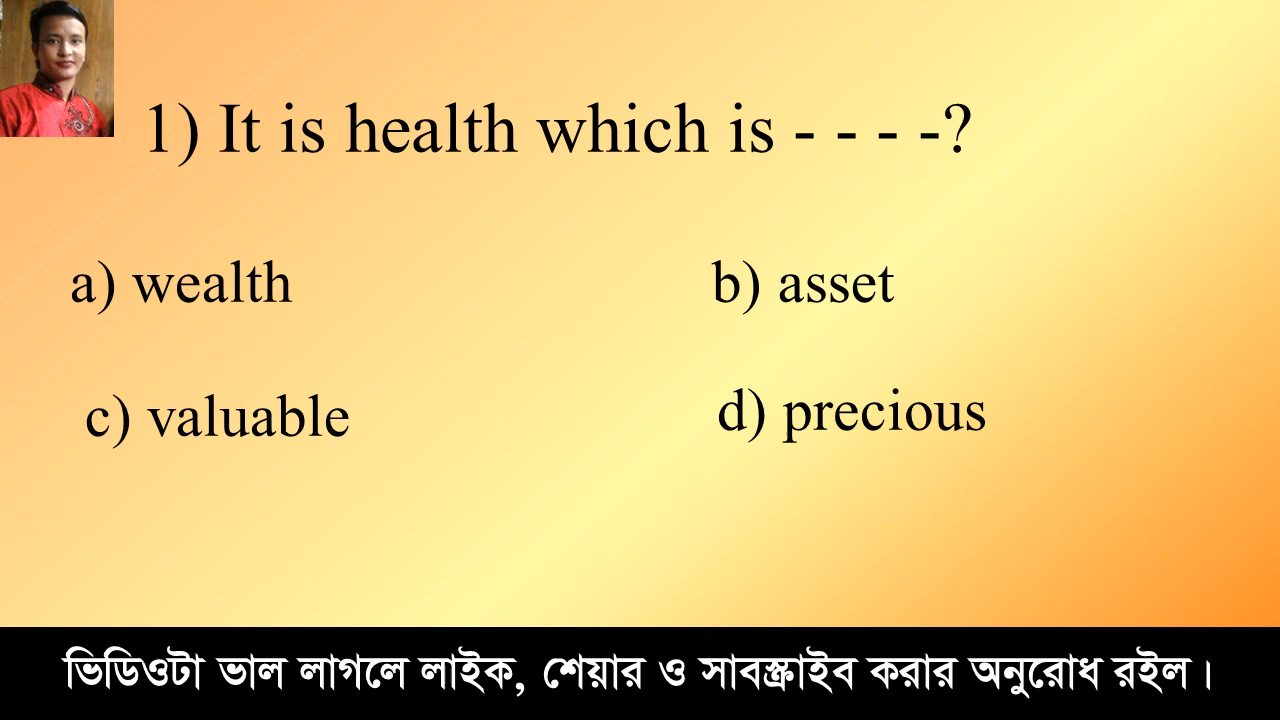 1) It is health which is - - - -?
a) wealth
b) asset
c) valuable
d) precious
ভিডিওটা ভাল লাগলে লাইক, শেয়ার ও সাবস্ক্রাইব করার অনুরোধ রইল।